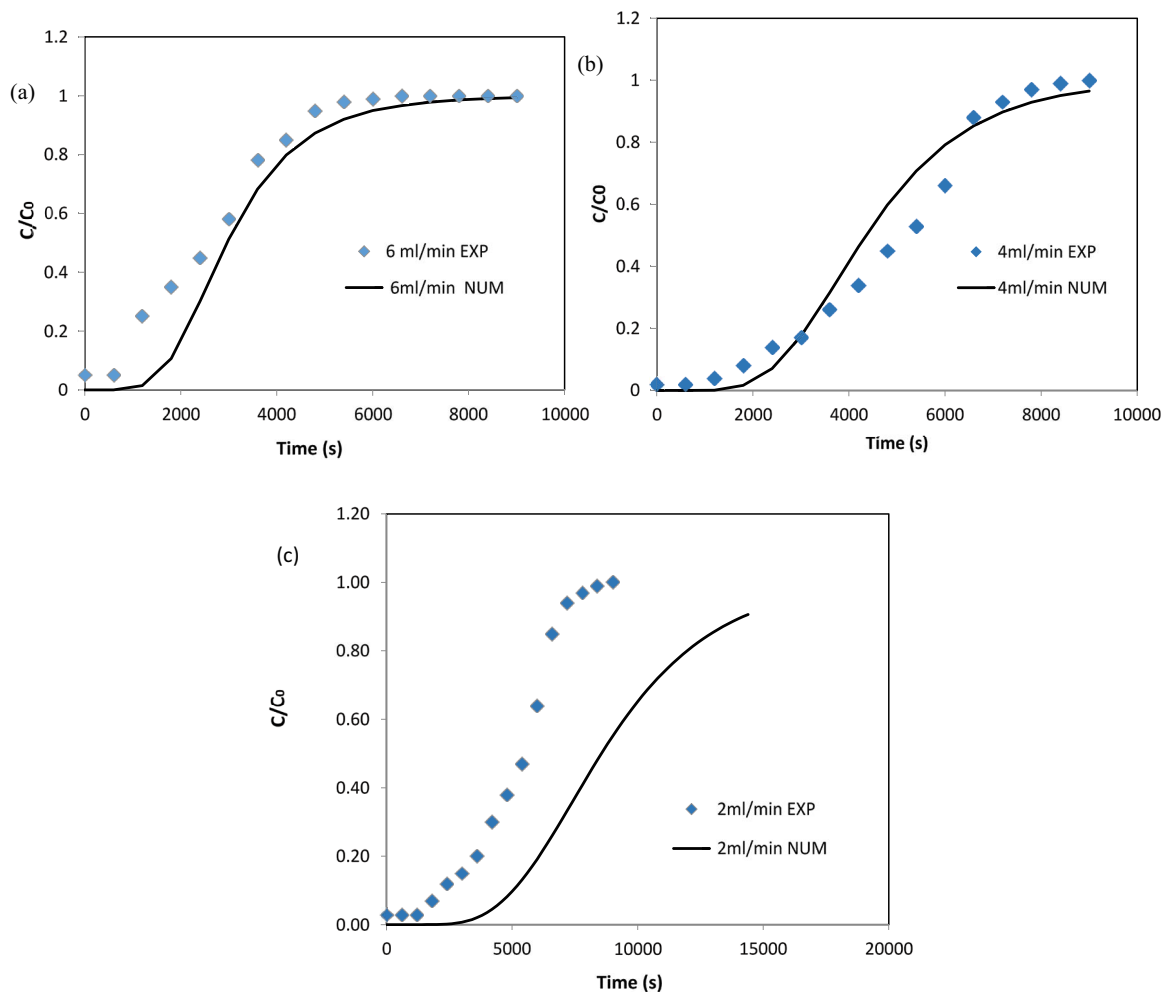 (a)
C/C₀
1.2
1
0.8
0.6
0.4
0.2
0
6 ml/min EXP
6ml/min NUM
0 2000 4000 6000 8000 10000
Time (s)
(b)
C/C0
1.2
1
0.8
0.6
0.4
0.2
0
4ml/min EXP
4ml/min NUM
0 2000 4000 6000 8000 10000
Time (s)
(c)
C/C₀
1.20
1.00
0.80
0.60
0.40
0.20
0.00
2ml/min EXP
2ml/min NUM
0 5000 10000 15000 20000
Time (s)